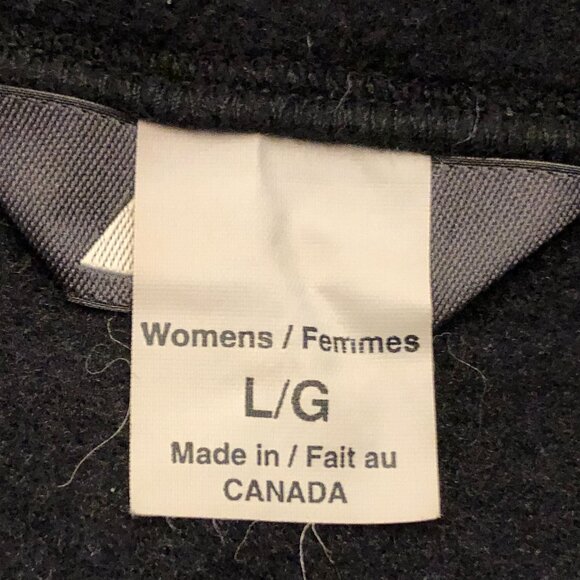 Womens / Femmes
L/G
Made in / Fait au
CANADA